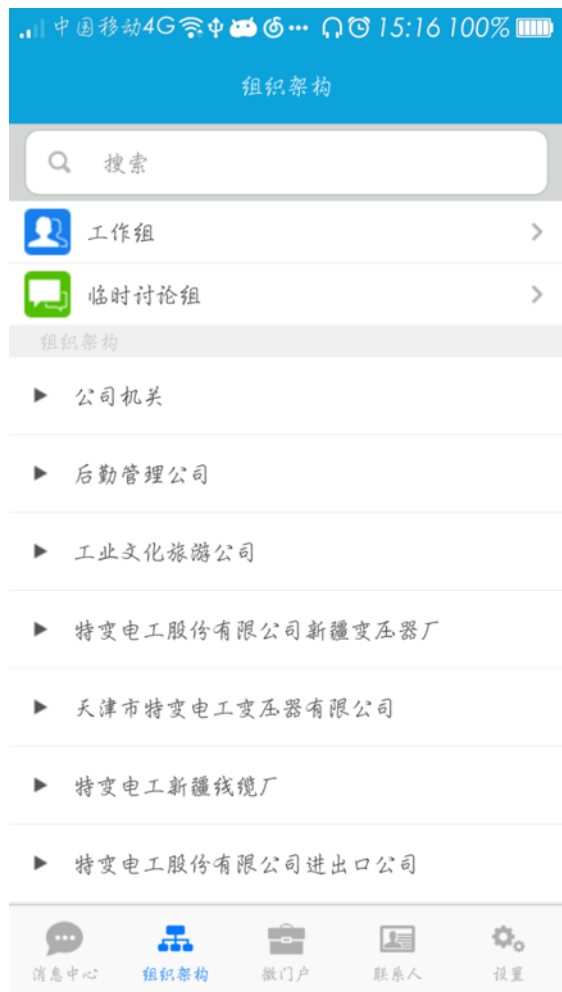 中国移动4G 15:16 100%
组织架构
搜索
工作组
临时讨论组
组织架构
公司机关
后勤管理公司
工业文化旅游公司
特变电工股份有限公司新疆变压器厂
天津市特变电工变压器有限公司
特变电工新疆线缆厂
特变电工股份有限公司进出口公司
消息中心 组织架构 微门户 联系人 设置